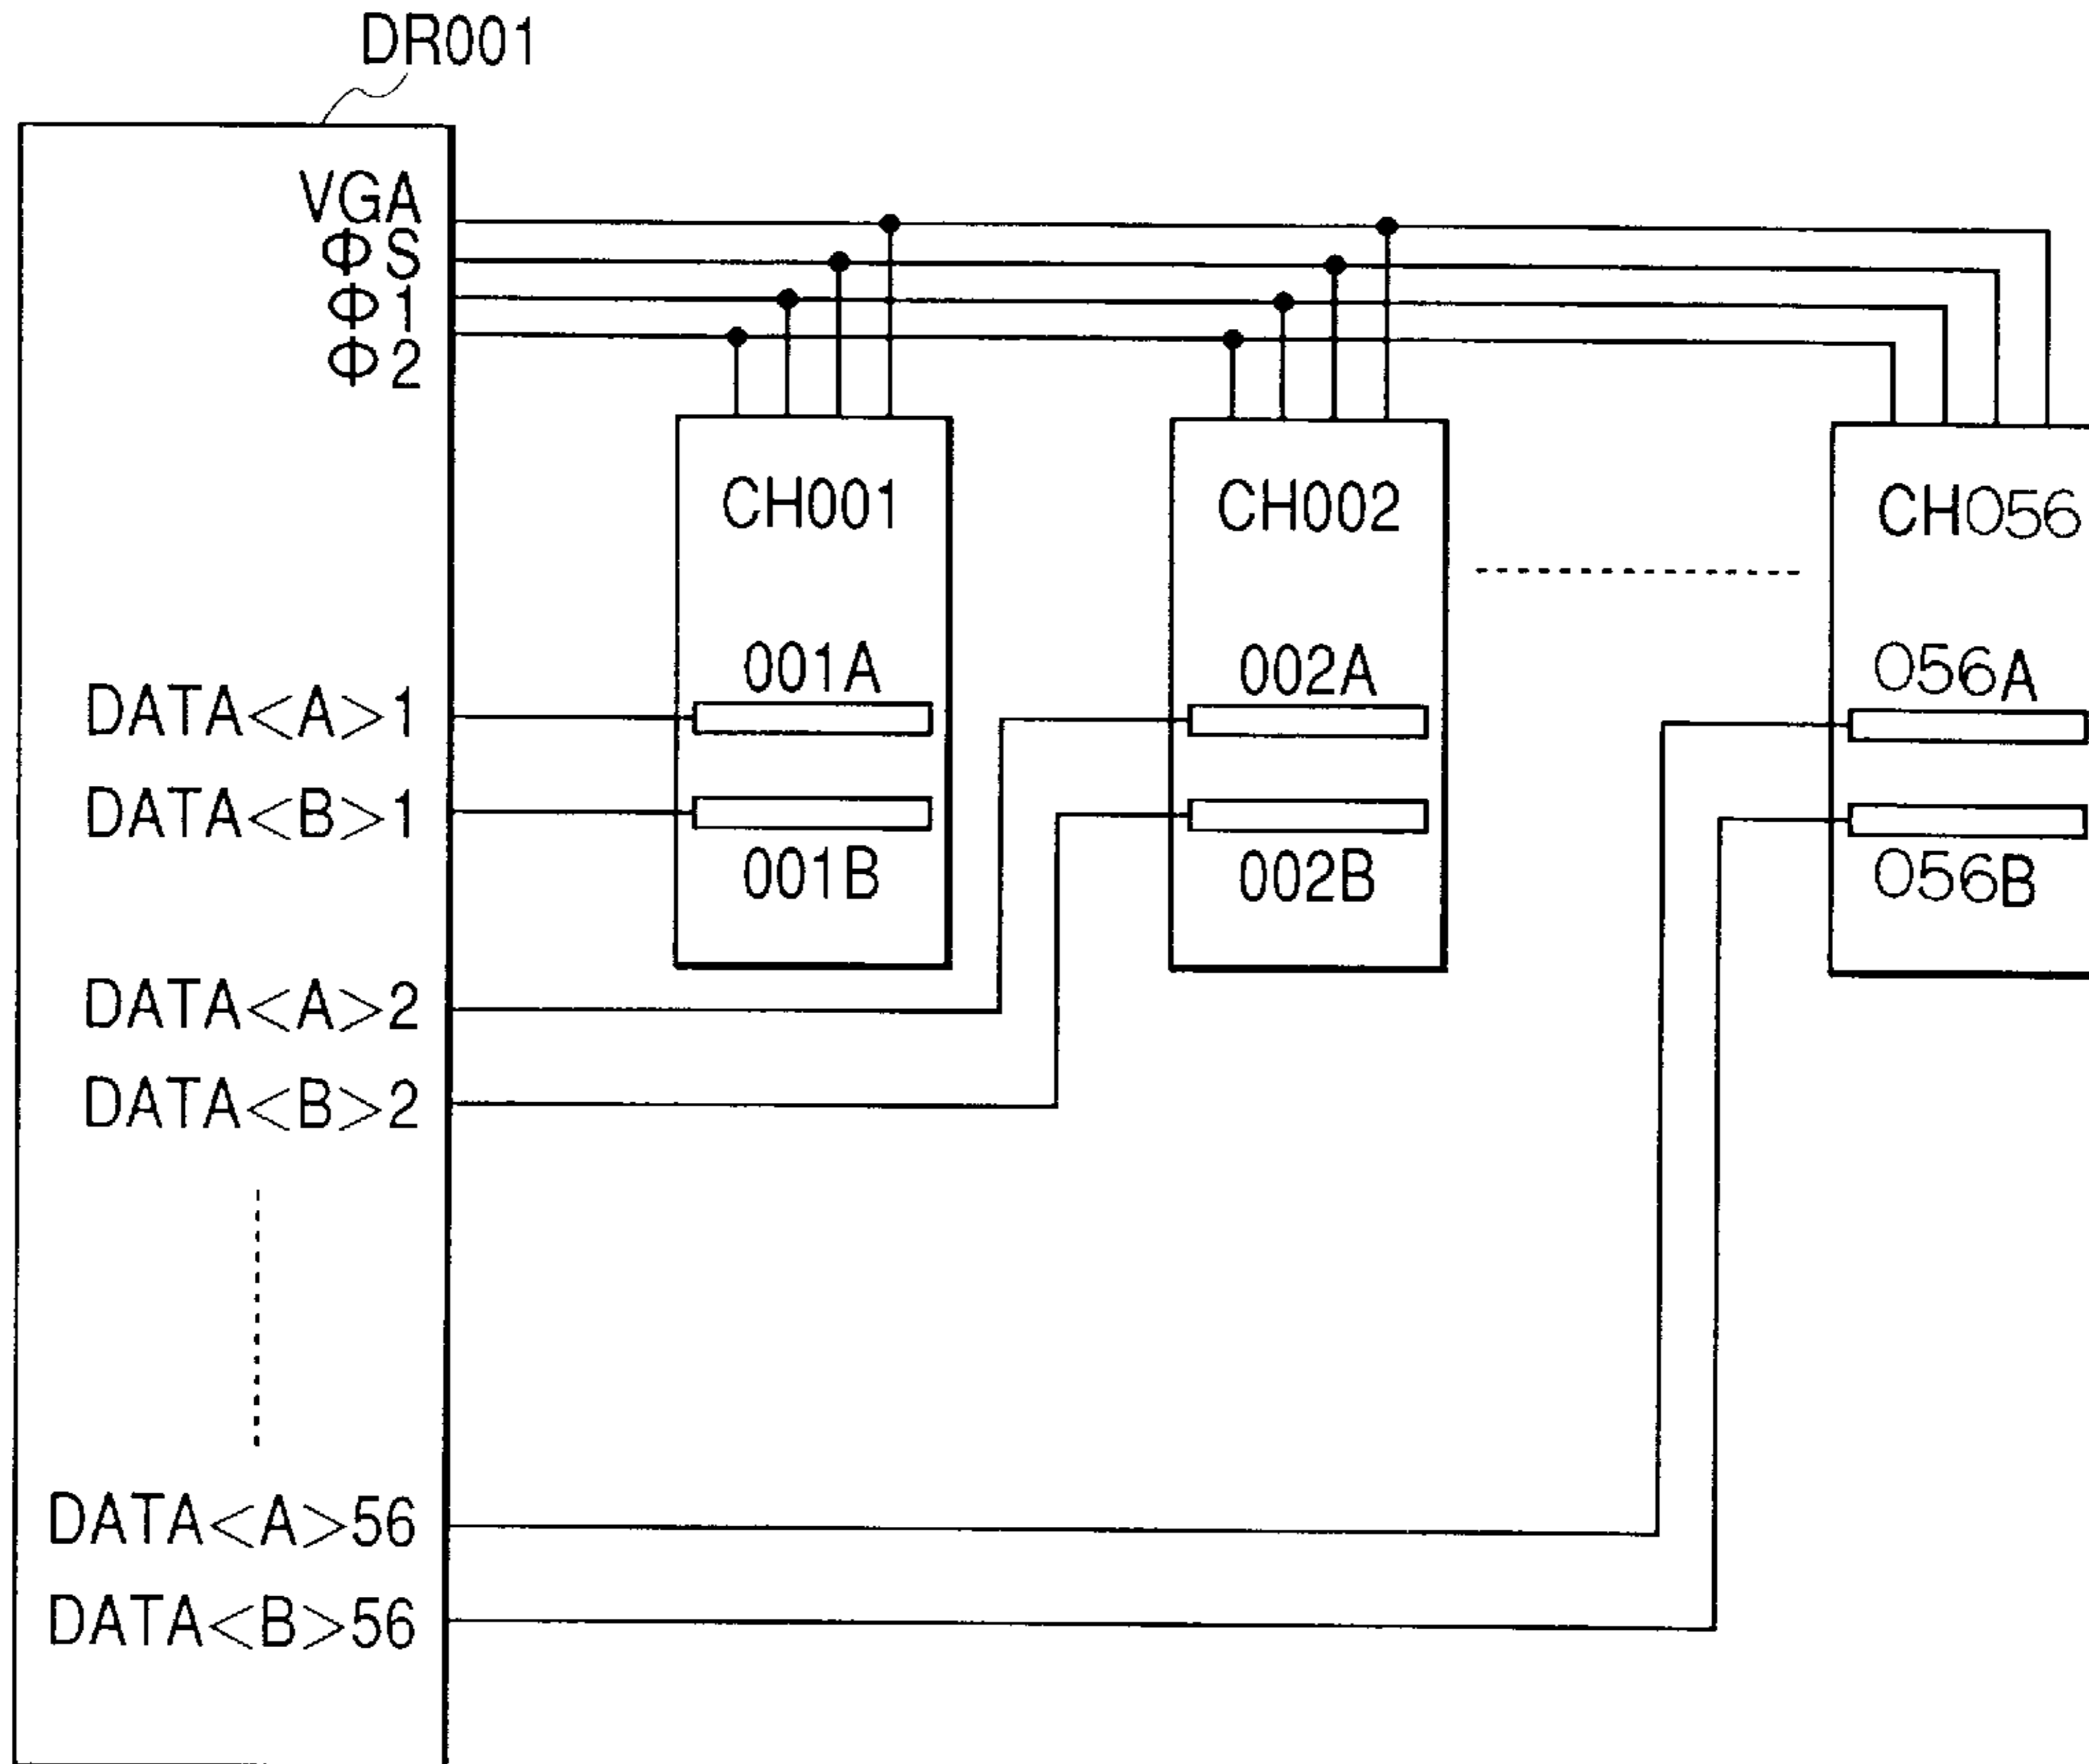 DR001
VGA
ΦS
Φ1
Φ2
CH001
CH002
CH056
001A
002A
056A
DATA<A>1
DATA<B>1
001B
002B
056B
DATA<A>2
DATA<B>2
DATA<A>56
DATA<B>56